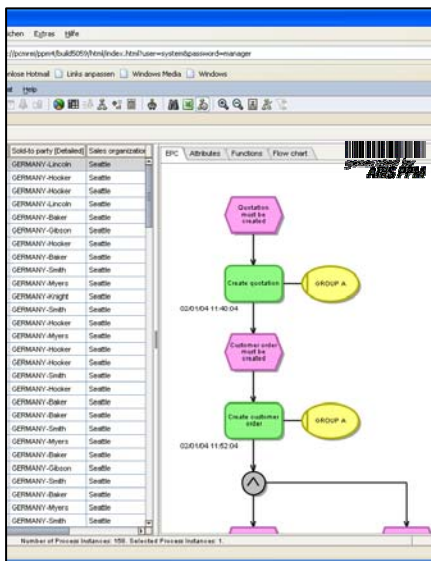 chen Extras Hilfe
://pcmrm/ppm4/build5059/html/index.html?user=system&password=manager
nlose Hotmail Links anpassen Windows Media Windows
Help
Sold-to party [Detailed] Sales organization
GERMANY-Lincoln Seattle
GERMANY-Hooker Seattle
GERMANY-Hooker Seattle
GERMANY-Lincoln Seattle
GERMANY-Baker Seattle
GERMANY-Gibson Seattle
GERMANY-Hooker Seattle
GERMANY-Baker Seattle
GERMANY-Smith Seattle
GERMANY-Myers Seattle
GERMANY-Knight Seattle
GERMANY-Smith Seattle
GERMANY-Hooker Seattle
GERMANY-Myers Seattle
GERMANY-Hooker Seattle
GERMANY-Hooker Seattle
GERMANY-Smith Seattle
GERMANY-Hooker Seattle
GERMANY-Baker Seattle
GERMANY-Baker Seattle
GERMANY-Smith Seattle
GERMANY-Myers Seattle
GERMANY-Baker Seattle
GERMANY-Gibson Seattle
GERMANY-Smith Seattle
GERMANY-Baker Seattle
GERMANY-Myers Seattle
GERMANY-Smith Seattle
EPC Attributes Functions Flow chart
generated by
ARIS PPM
Quotation
must be
created
Create quotation
GROUP A
02/01/04 11:40:04
Customer order
must be
created
Create customer
order
GROUP A
02/01/04 11:52:04
Number of Process Instances: 158. Selected Process Instances: 1.